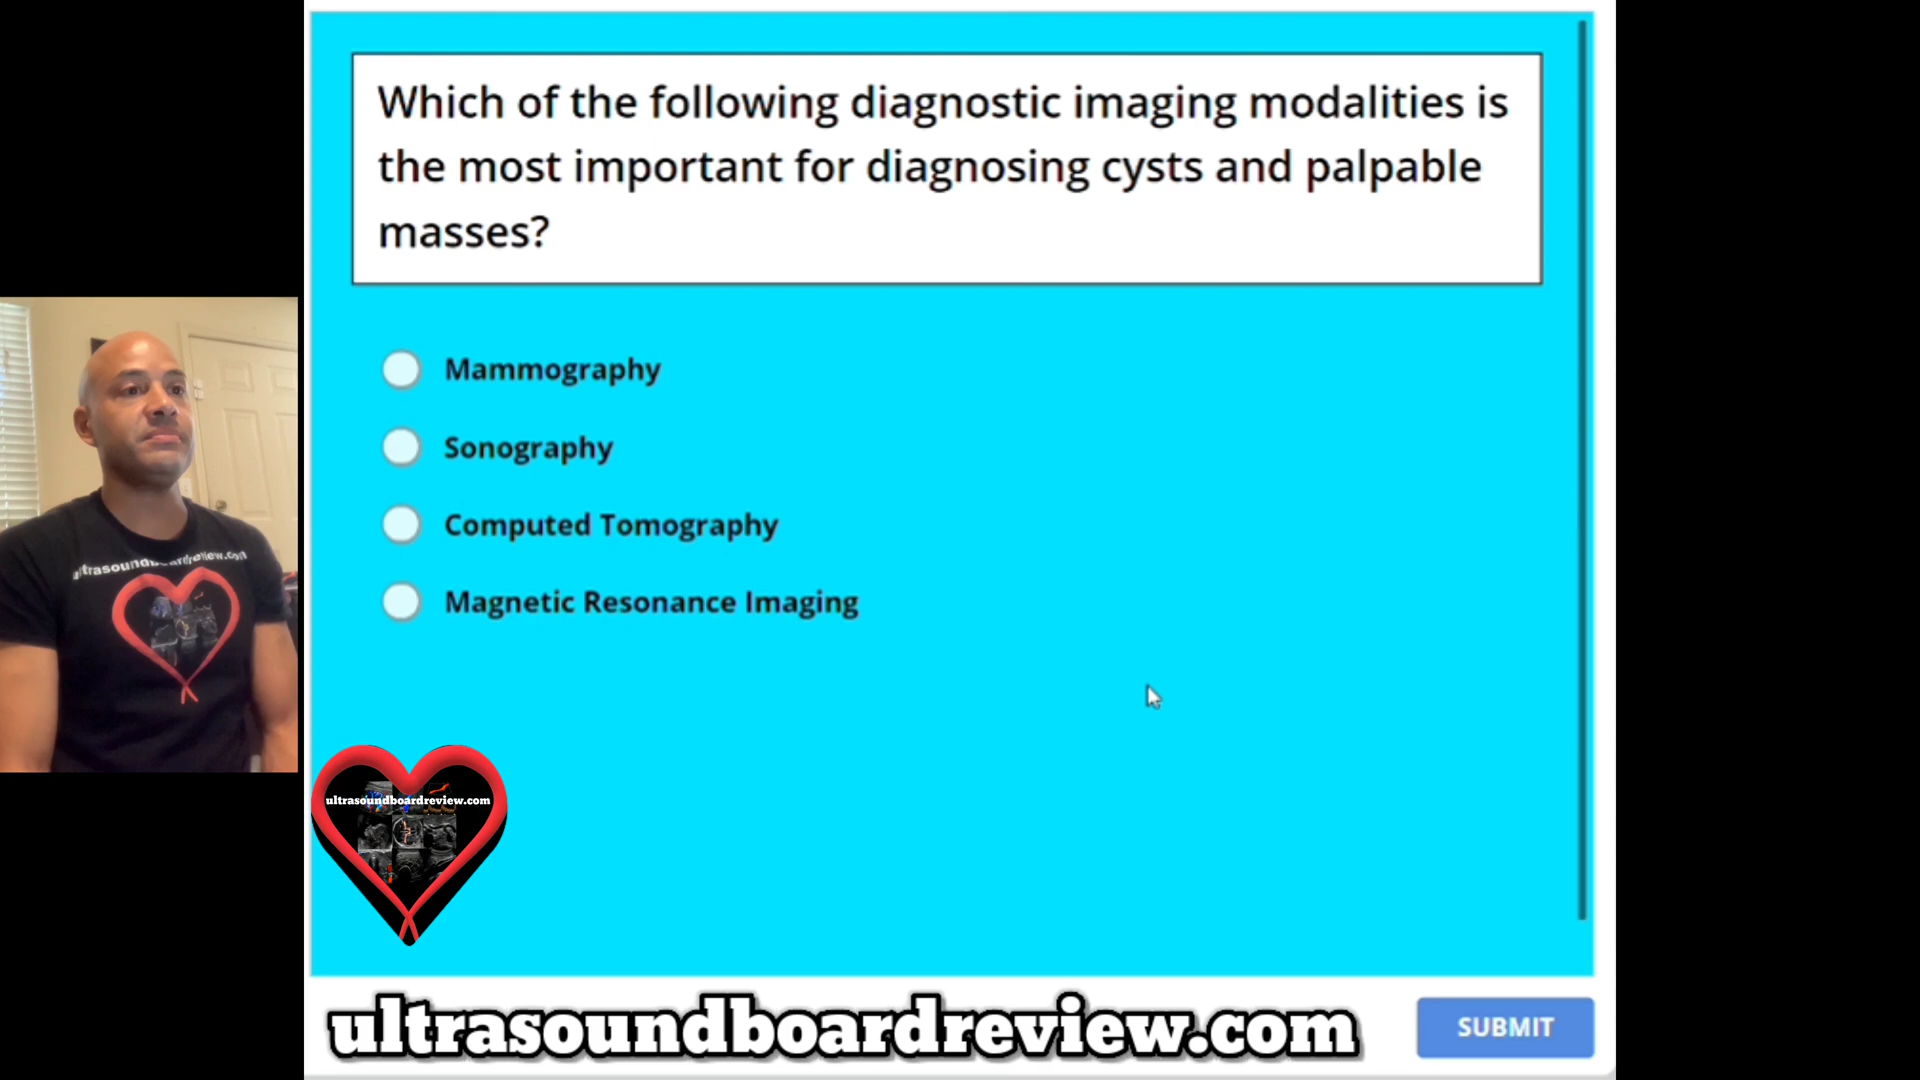 Which of the following diagnostic imaging modalities is
the most important for diagnosing cysts and palpable
masses?
Mammography
Sonography
Computed Tomography
Magnetic Resonance Imaging
ultrasoundboardreview.com
ultrasoundboardreview.com
SUBMIT